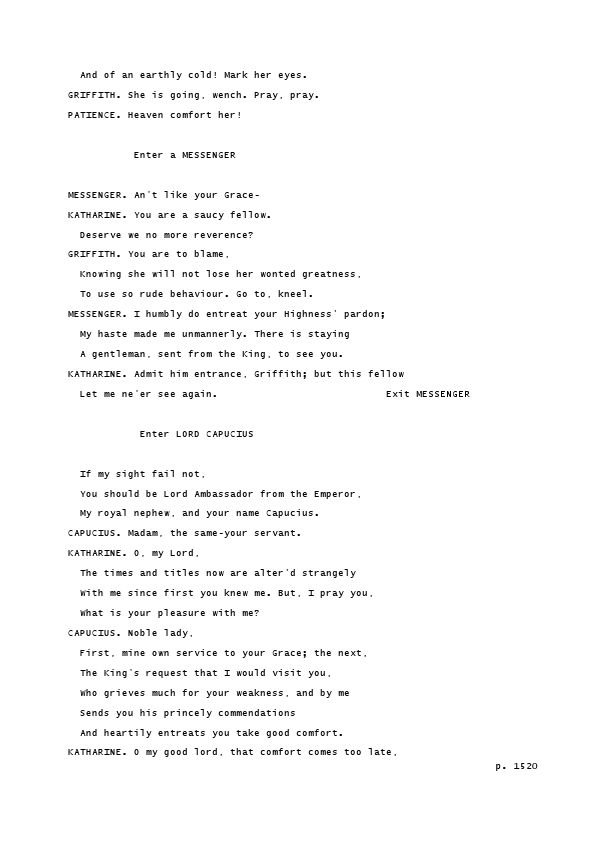 And of an earthly cold! Mark her eyes.
GRIFFITH. She is going, wench. Pray, pray.
PATIENCE. Heaven comfort her!
Enter a MESSENGER
MESSENGER. An't like your Grace-
KATHARINE. You are a saucy fellow.
Deserve we no more reverence?
GRIFFITH. You are to blame,
Knowing she will not lose her wonted greatness,
To use so rude behaviour. Go to, kneel.
MESSENGER. I humbly do entreat your Highness' pardon;
My haste made me unmannerly. There is staying
A gentleman, sent from the King, to see you.
KATHARINE. Admit him entrance, Griffith; but this fellow
Let me ne'er see again. Exit MESSENGER
Enter LORD CAPUCIUS
If my sight fail not,
You should be Lord Ambassador from the Emperor,
My royal nephew, and your name Capucius.
CAPUCIUS. Madam, the same-your servant.
KATHARINE. O, my Lord,
The times and titles now are alter'd strangely
With me since first you knew me. But, I pray you,
What is your pleasure with me?
CAPUCIUS. Noble lady,
First, mine own service to your Grace; the next,
The King's request that I would visit you,
Who grieves much for your weakness, and by me
Sends you his princely commendations
And heartily entreats you take good comfort.
KATHARINE. O my good lord, that comfort comes too late,
p. 1520